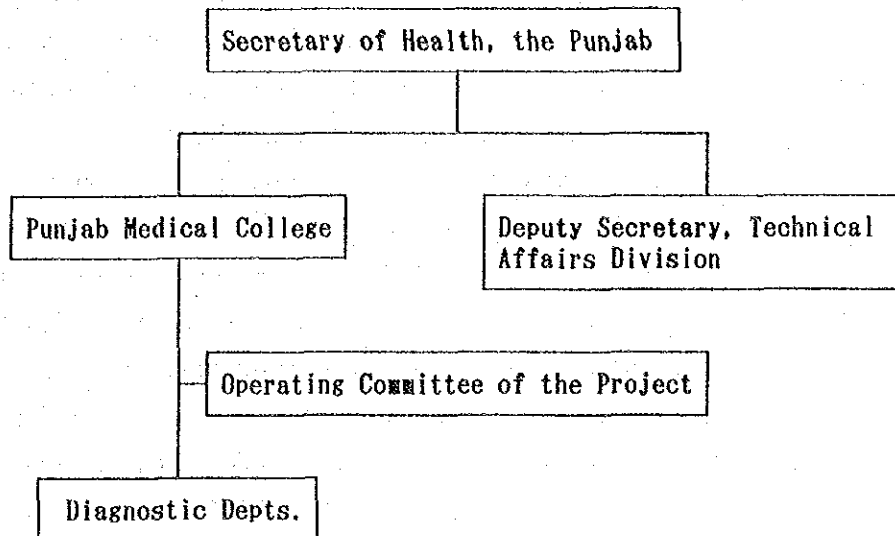 Secretary of Health, the Punjab
Punjab Medical College
Deputy Secretary, Technical
Affairs Division
Operating Committee of the Project
Diagnostic Depts.